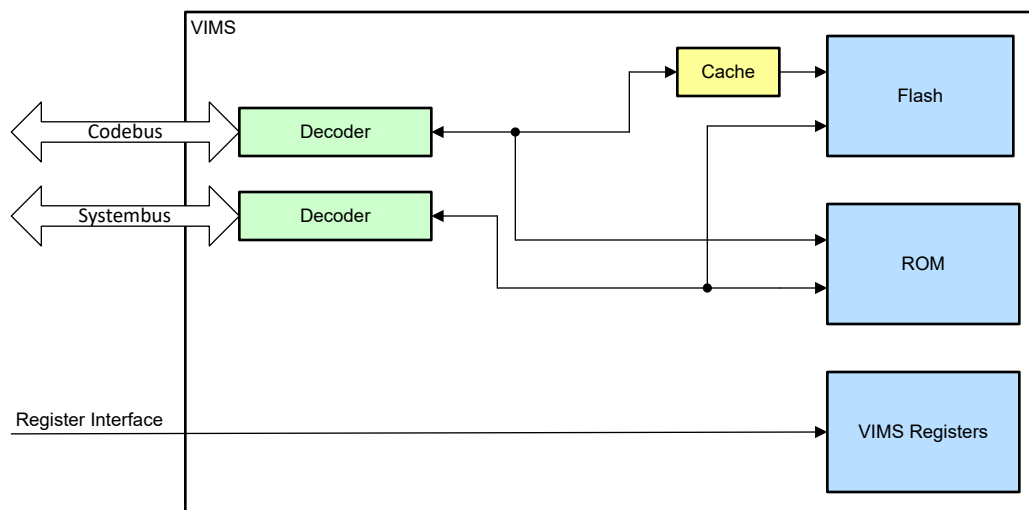 VIMS
Cache
Flash
Codebus
Decoder
Systembus
Decoder
ROM
Register Interface
VIMS Registers